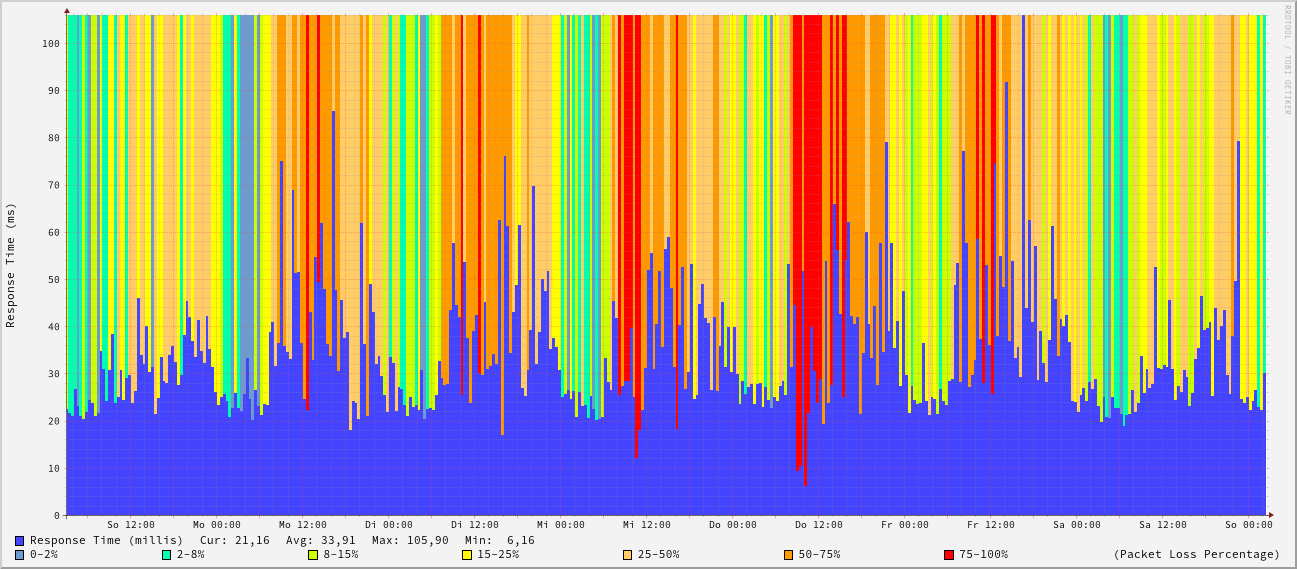 RRDTOOL / TOBI OETIKER
Response Time (ms)
100
90
80
70
60
50
40
30
20
10
0
So 12:00 Mo 00:00 Mo 12:00 Di 00:00 Di 12:00 Mi 00:00 Mi 12:00 Do 00:00 Do 12:00 Fr 00:00 Fr 12:00 Sa 00:00 Sa 12:00 So 00:00
Response Time (millis) Cur: 21,16 Avg: 33,91 Max: 105,90 Min: 6,16
0-2% 2-8% 8-15% 15-25% 25-50% 50-75% 75-100% (Packet Loss Percentage)